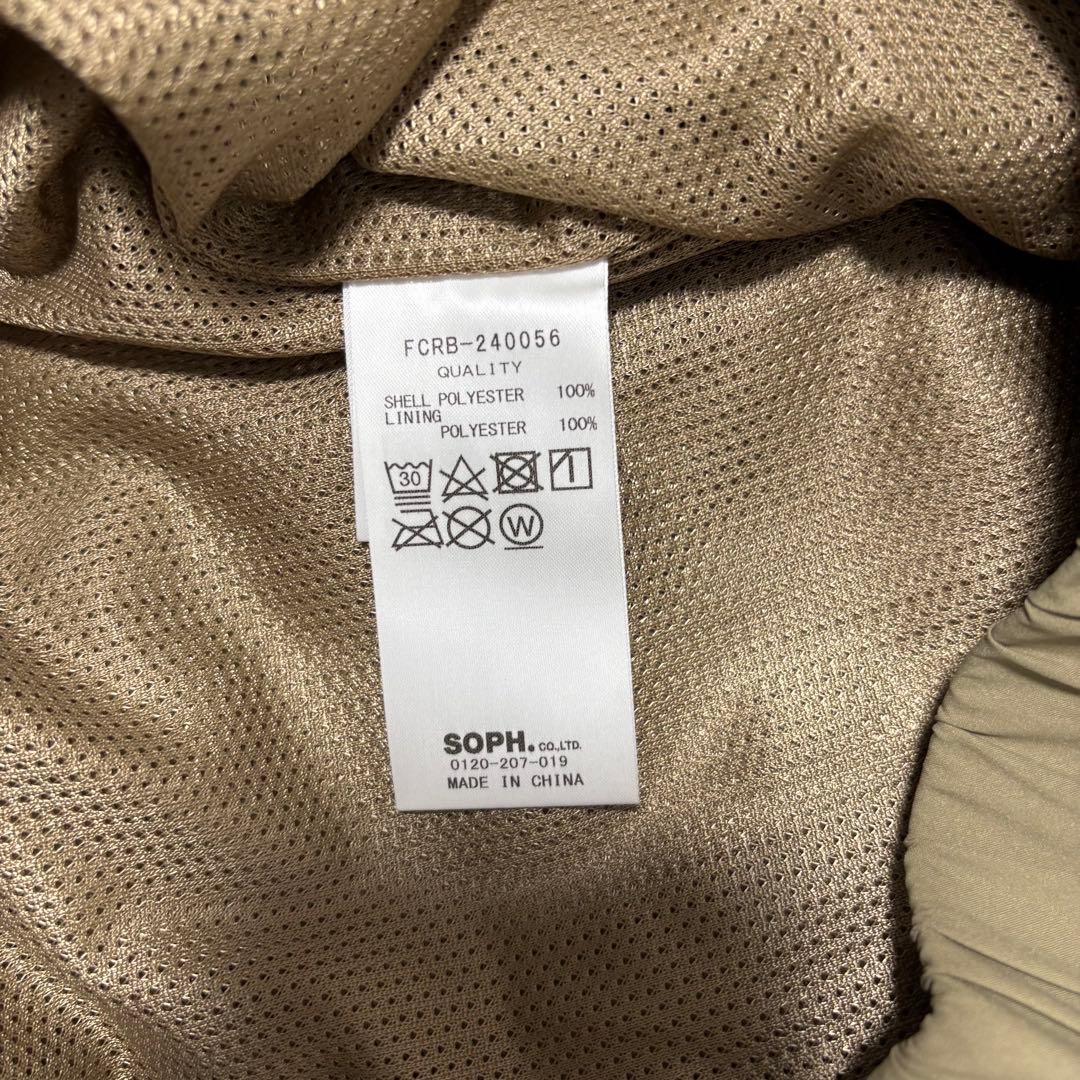 FCRB-240056
QUALITY
SHELL POLYESTER 100%
LINING
POLYESTER 100%
30
W
SOPH. CO.,LTD.
0120-207-019
MADE IN CHINA